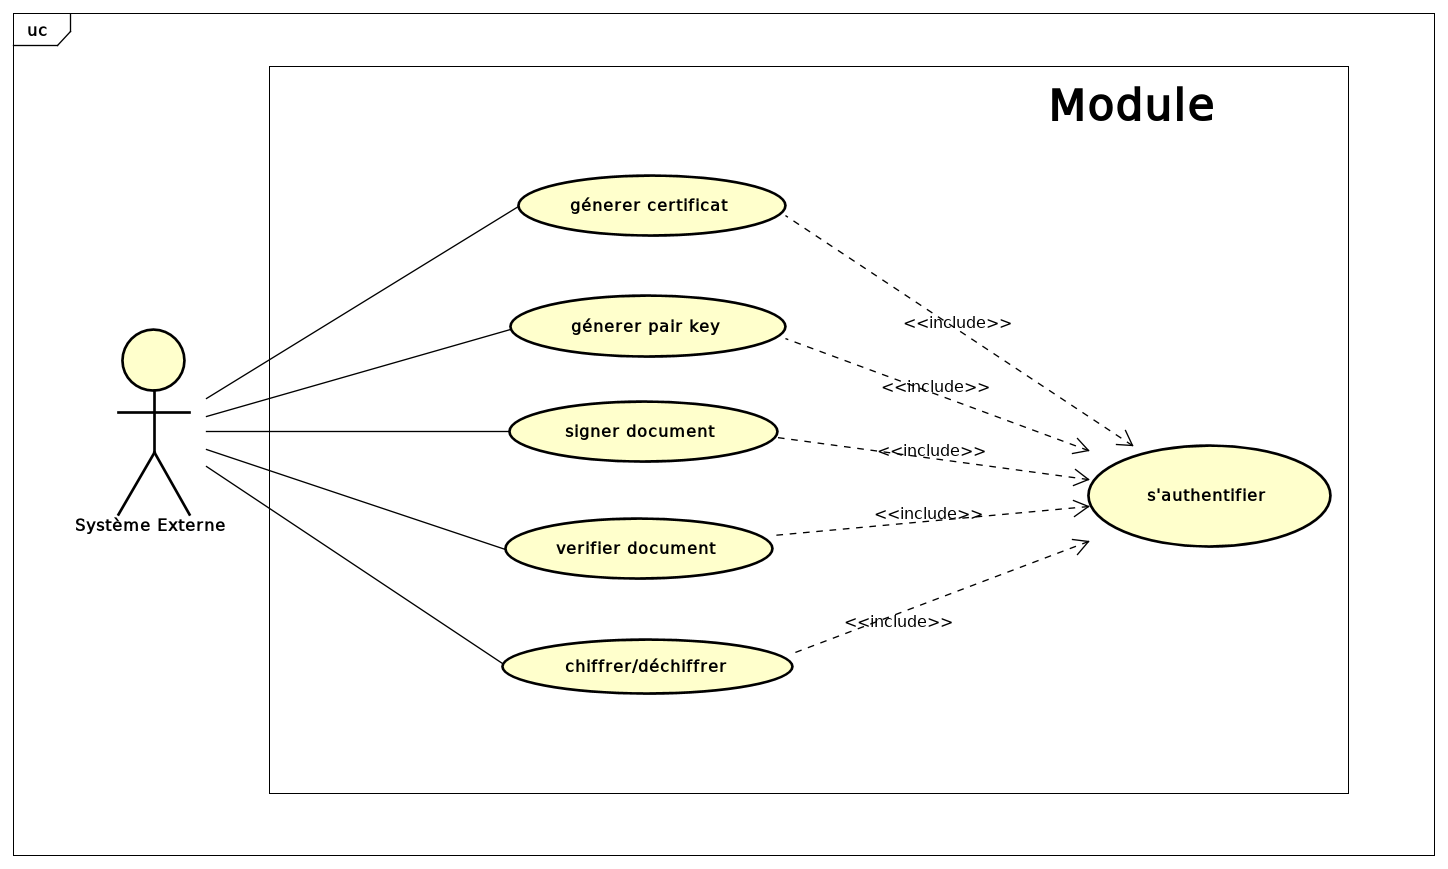 uc
Module
génerer certificat
<<include>>
génerer pair key
<<include>>
signer document
<<include>>
s'authentifier
<<include>>
Système Externe
verifier document
<<include>>
chiffrer/déchiffrer